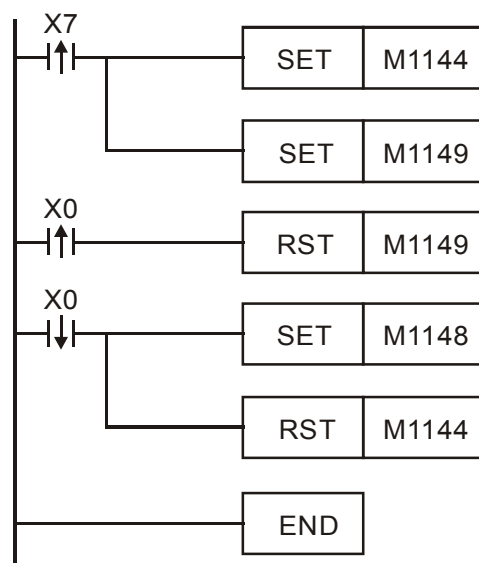 X7
SET M1144
SET M1149
X0
RST M1149
X0
SET M1148
RST M1144
END